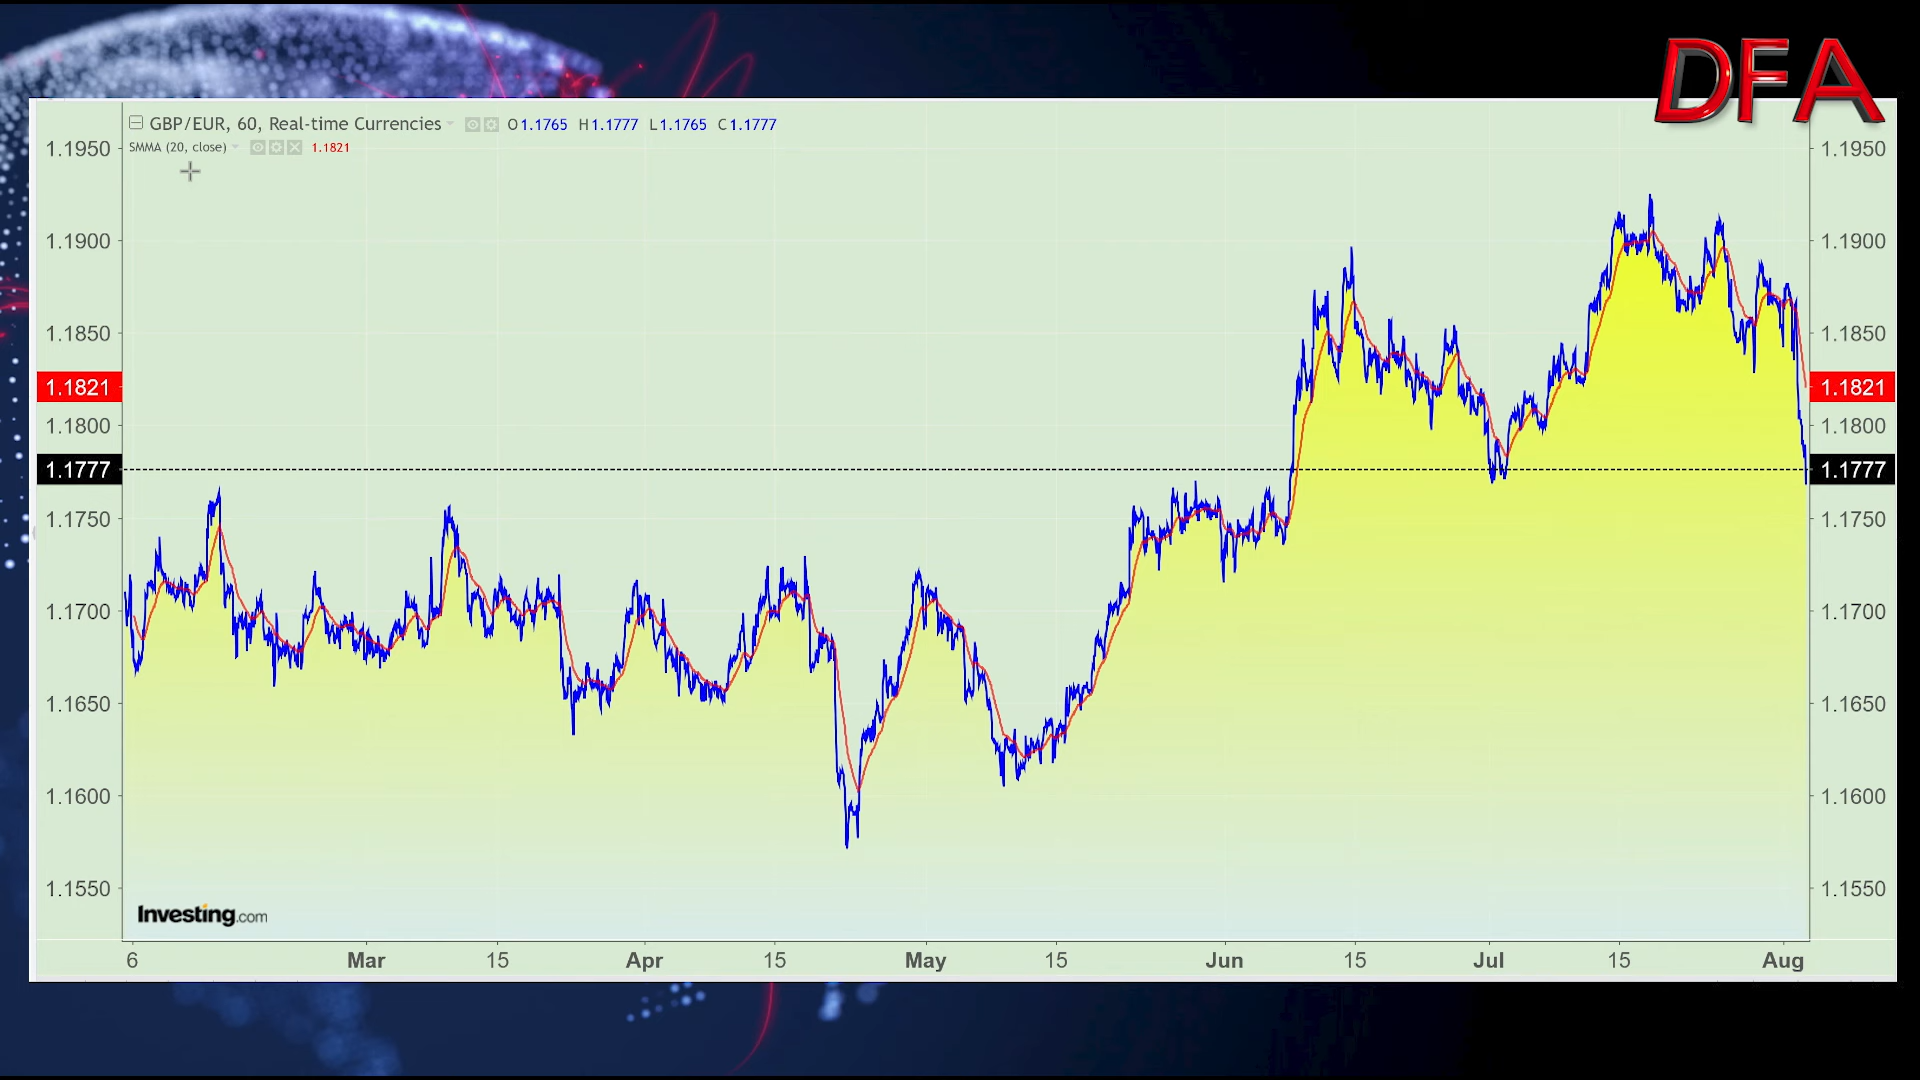 DFA
GBP/EUR, 60, Real-time Currencies O1.1765 H1.1777 L1.1765 C1.1777
SMMA (20, close) 1.1821
1.1950 1.1950
1.1900 1.1900
1.1850 1.1850
1.1821 1.1821
1.1800 1.1800
1.1777 1.1777
1.1750 1.1750
1.1700 1.1700
1.1650 1.1650
1.1600 1.1600
1.1550 1.1550
Investing.com
6 Mar 15 Apr 15 May 15 Jun 15 Jul 15 Aug